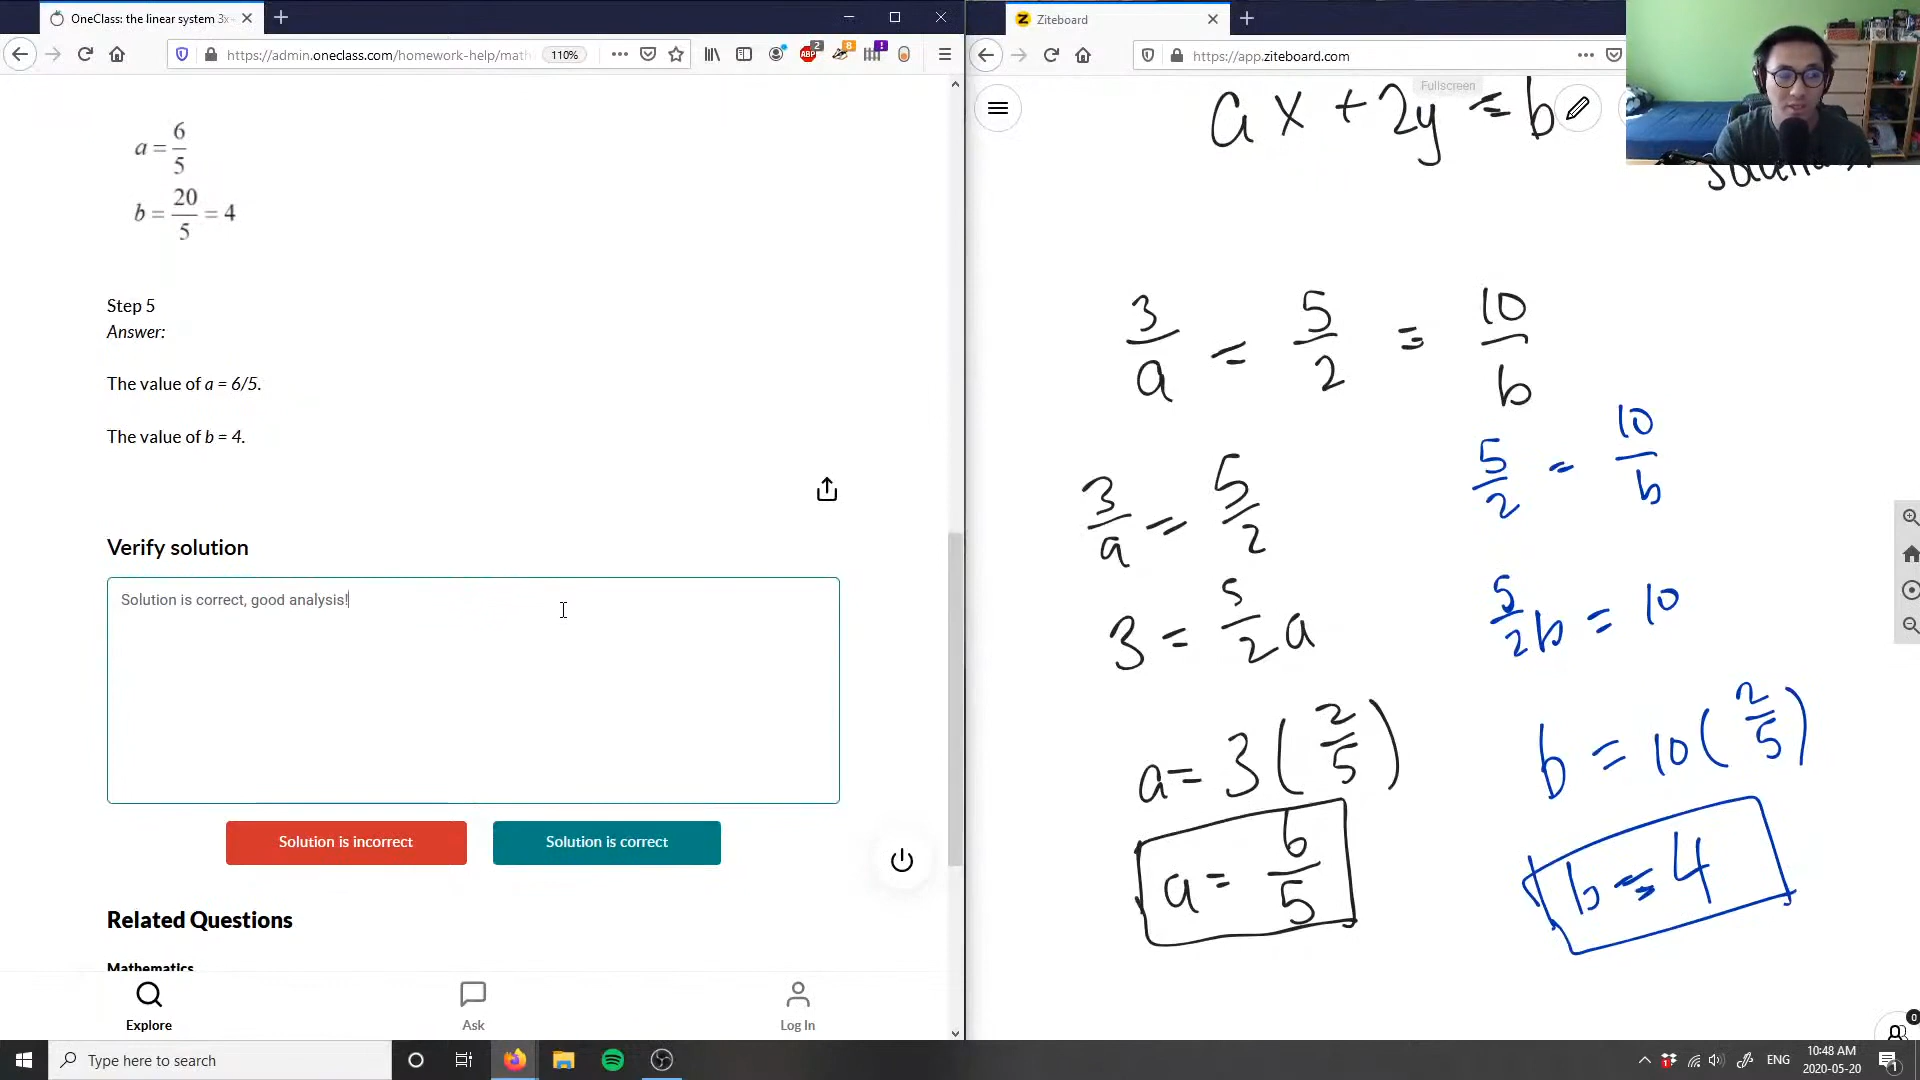 OneClass: the linear system 3x
Ziteboard
https://admin.oneclass.com/homework-help/math
110%
2
8
!
https://app.ziteboard.com
Fullscreen
a = 6/5
b = 20/5 = 4
Step 5
Answer:
The value of a = 6/5.
The value of b = 4.
Verify solution
Solution is correct, good analysis!
Solution is incorrect
Solution is correct
Related Questions
Mathematics
Explore
Ask
Log In
ax + 2y = b
3/a = 5/2 = 10/b
3/a = 5/2
3 = 5/2 a
a = 3(2/5)
a = 6/5
5/2 = 10/b
5/2 b = 10
b = 10(2/5)
b = 4
0
Type here to search
ENG
10:48 AM
2020-05-20
1